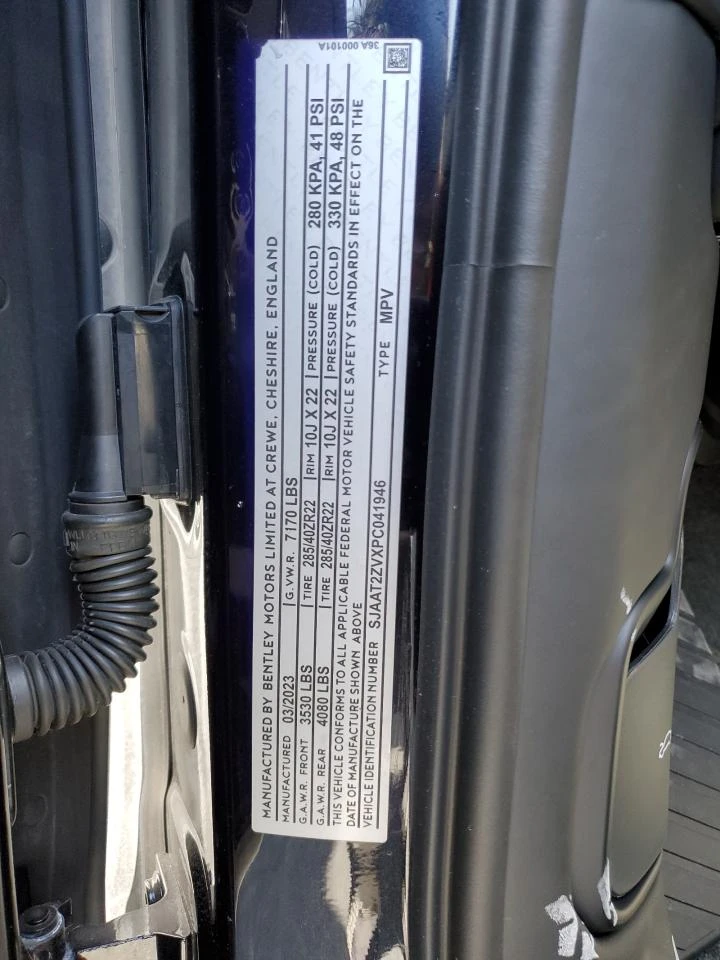 MANUFACTURED BY BENTLEY MOTORS LIMITED AT CREWE, CHESHIRE, ENGLAND
MANUFACTURED 03/2023 G.V.W.R. 7170 LBS
G.A.W.R. FRONT 3530 LBS TIRE 285/40ZR22 RIM 10J X 22 PRESSURE (COLD) 280 KPA, 41 PSI
G.A.W.R. REAR 4080 LBS TIRE 285/40ZR22 RIM 10J X 22 PRESSURE (COLD) 330 KPA, 48 PSI
THIS VEHICLE CONFORMS TO ALL APPLICABLE FEDERAL MOTOR VEHICLE SAFETY STANDARDS IN EFFECT ON THE
DATE OF MANUFACTURE SHOWN ABOVE
VEHICLE IDENTIFICATION NUMBER SJAAT2ZVXPC041946 TYPE MPV
36A 000101A